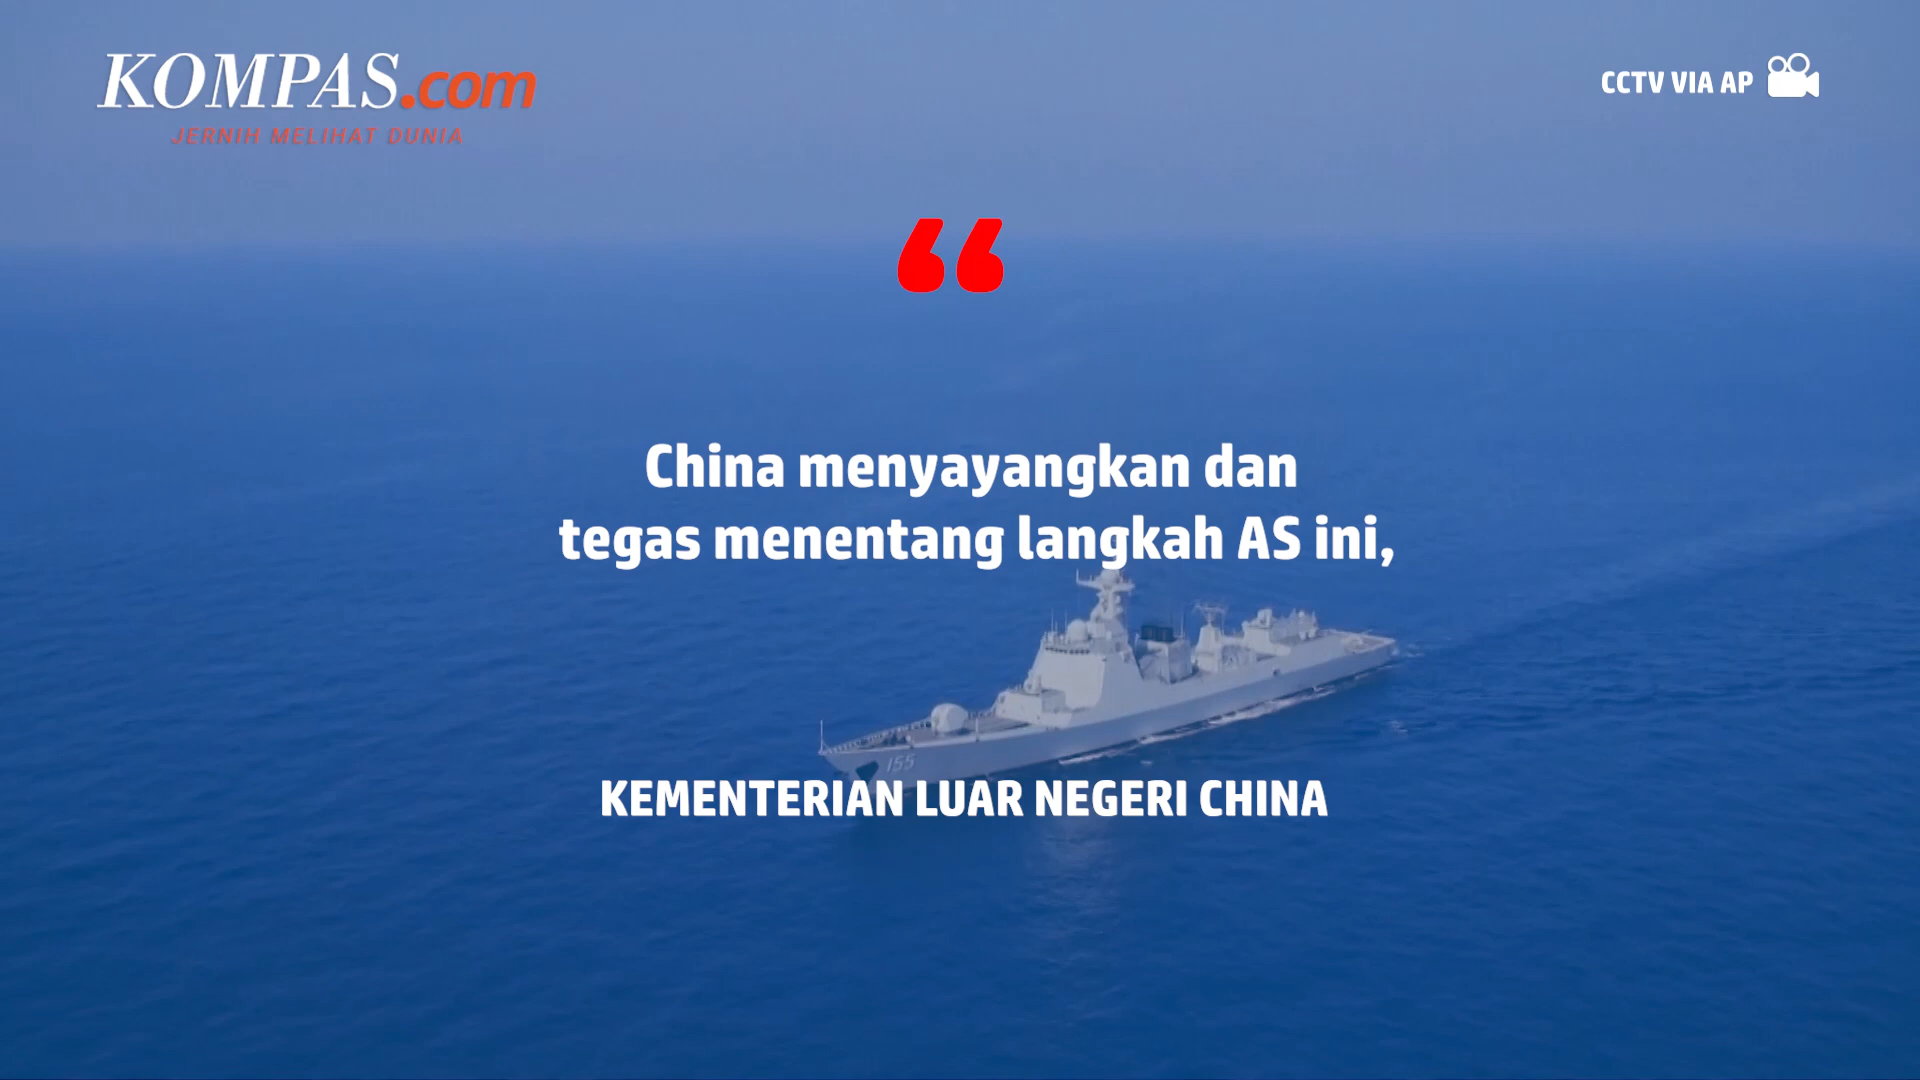 KOMPAS.com
JERNIH MELIHAT DUNIA
CCTV VIA AP
“
China menyayangkan dan
tegas menentang langkah AS ini,
155
KEMENTERIAN LUAR NEGERI CHINA